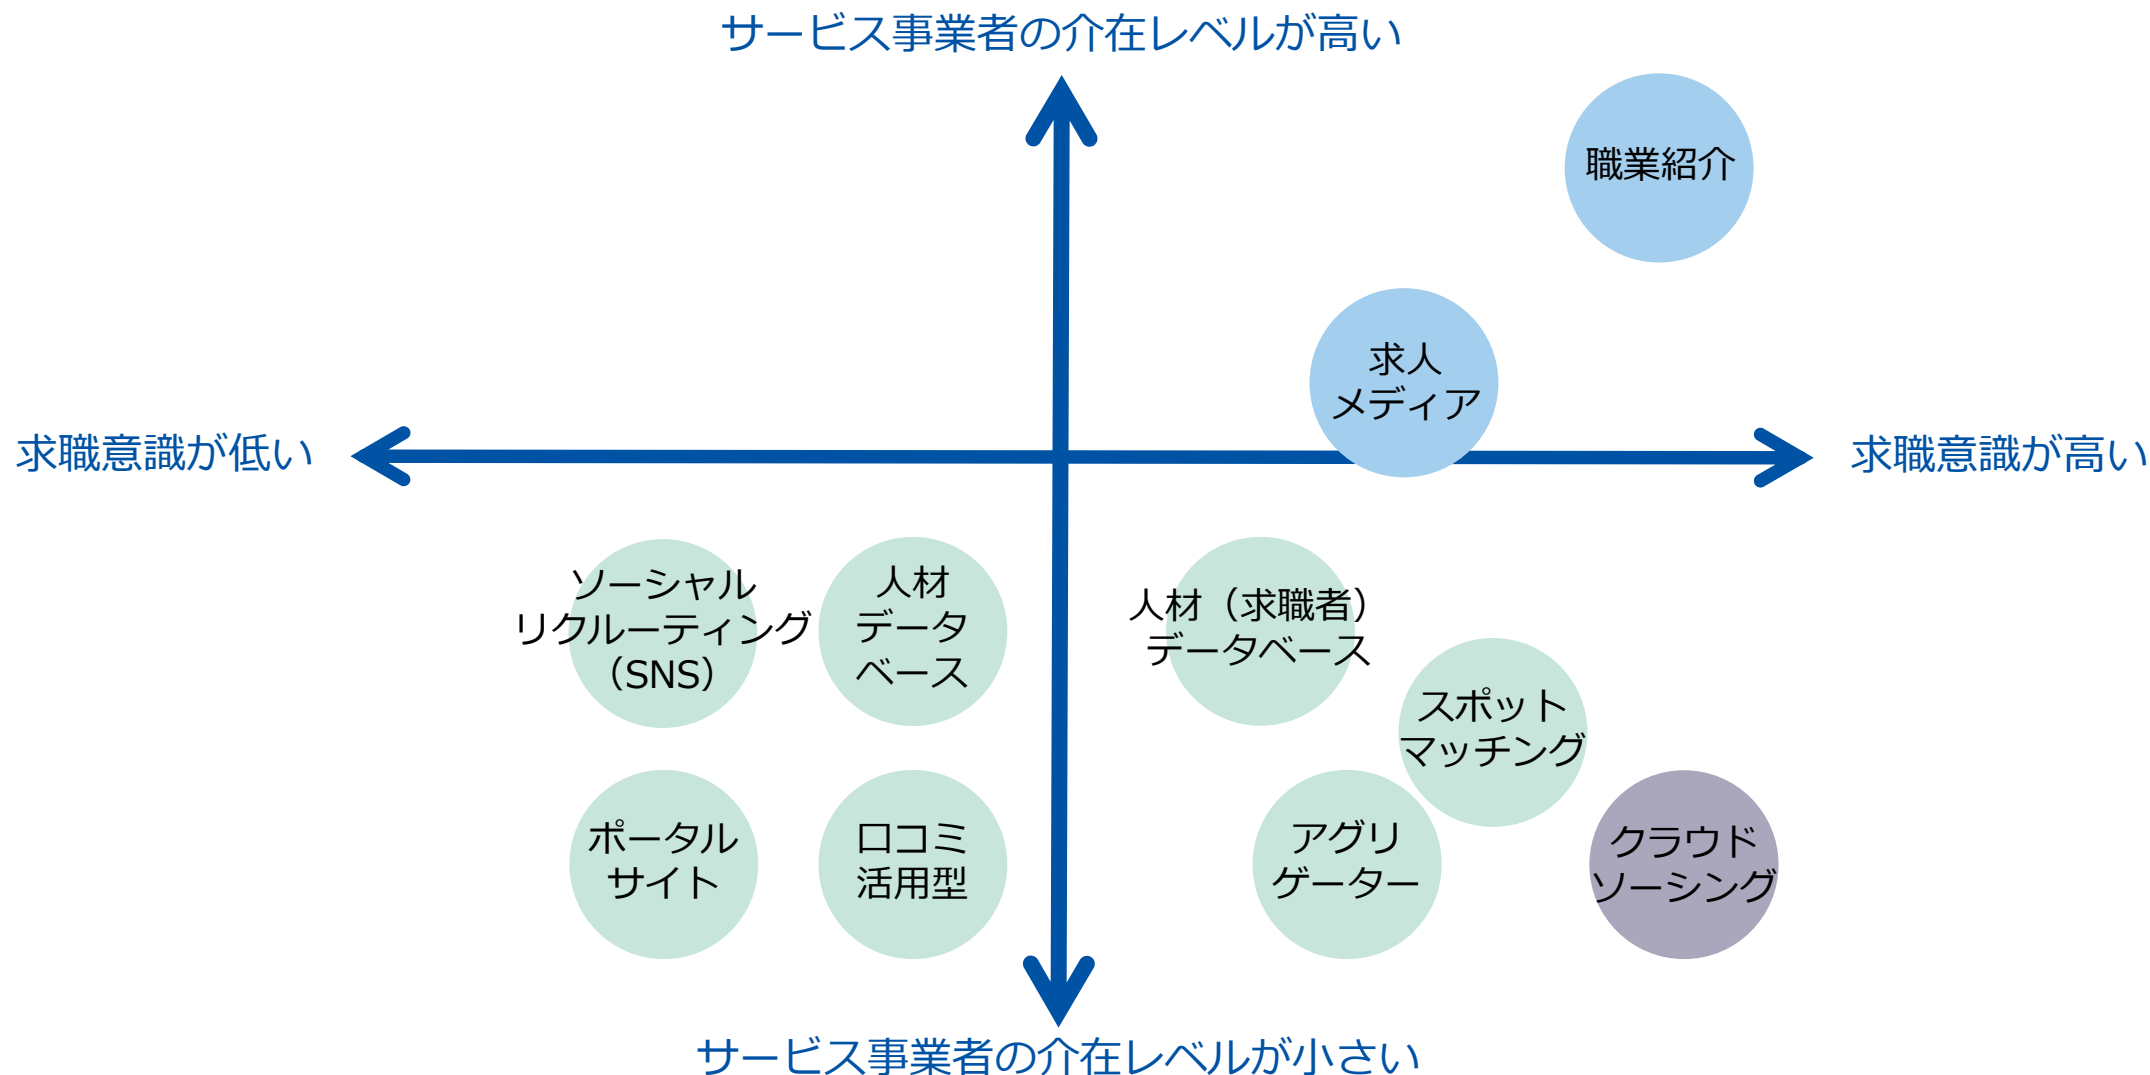 サービス事業者の介在レベルが高い
職業紹介
求人
メディア
求職意識が低い
求職意識が高い
ソーシャル
リクルーティング
（SNS）
人材
データ
ベース
人材（求職者）
データベース
スポット
マッチング
ポータル
サイト
口コミ
活用型
アグリ
ゲーター
クラウド
ソーシング
サービス事業者の介在レベルが小さい